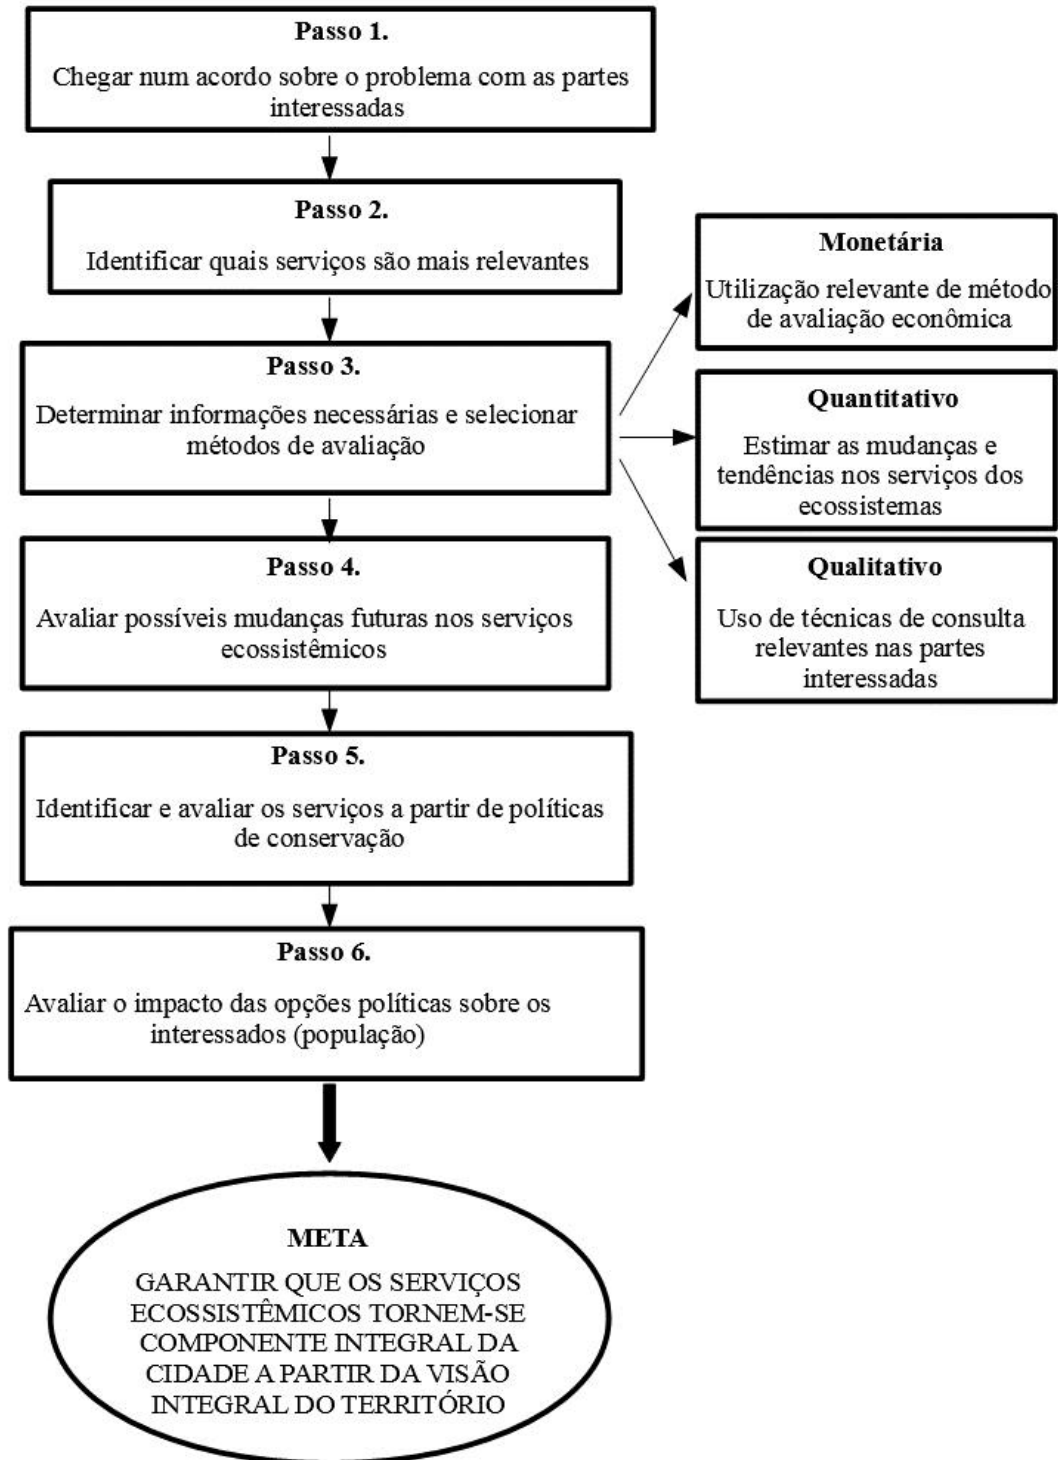 Passo 1.
Chegar num acordo sobre o problema com as partes
interessadas
Passo 2.
Identificar quais serviços são mais relevantes
Passo 3.
Determinar informações necessárias e selecionar
métodos de avaliação
Monetária
Utilização relevante de método
de avaliação econômica
Quantitativo
Estimar as mudanças e
tendências nos serviços dos
ecossistemas
Qualitativo
Uso de técnicas de consulta
relevantes nas partes
interessadas
Passo 4.
Avaliar possíveis mudanças futuras nos serviços
ecossistêmicos
Passo 5.
Identificar e avaliar os serviços a partir de políticas
de conservação
Passo 6.
Avaliar o impacto das opções políticas sobre os
interessados (população)
META
GARANTIR QUE OS SERVIÇOS
ECOSSISTÊMICOS TORNEM-SE
COMPONENTE INTEGRAL DA
CIDADE A PARTIR DA VISÃO
INTEGRAL DO TERRITÓRIO